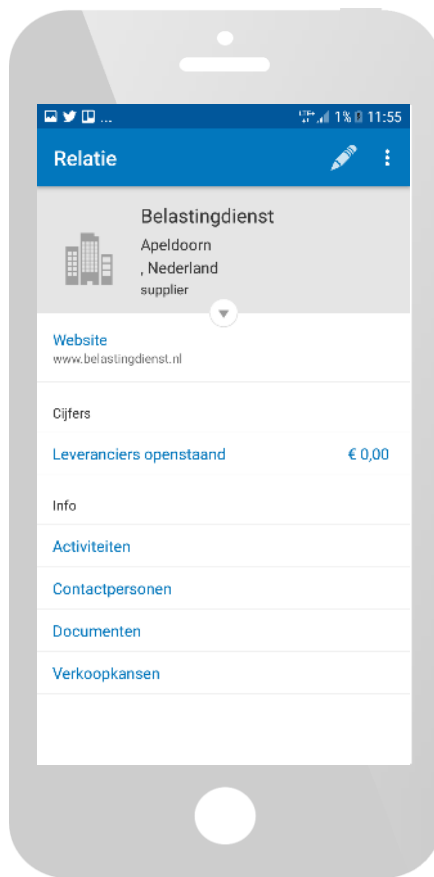 ... LTE+ 1% 11:55
Relatie
Belastingdienst
Apeldoorn
, Nederland
supplier
Website
www.belastingdienst.nl
Cijfers
Leveranciers openstaand € 0,00
Info
Activiteiten
Contactpersonen
Documenten
Verkoopkansen